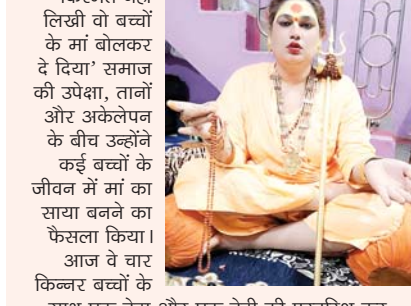 लिखी वो बच्चों
के मां बोलकर
दे दिया’ समाज
की उपेक्षा, तानों
और अकेलेपन
के बीच उन्होंने
कई बच्चों के
जीवन में मां का
साया बनने का
फैसला किया।
आज वे चार
किन्नर बच्चों के